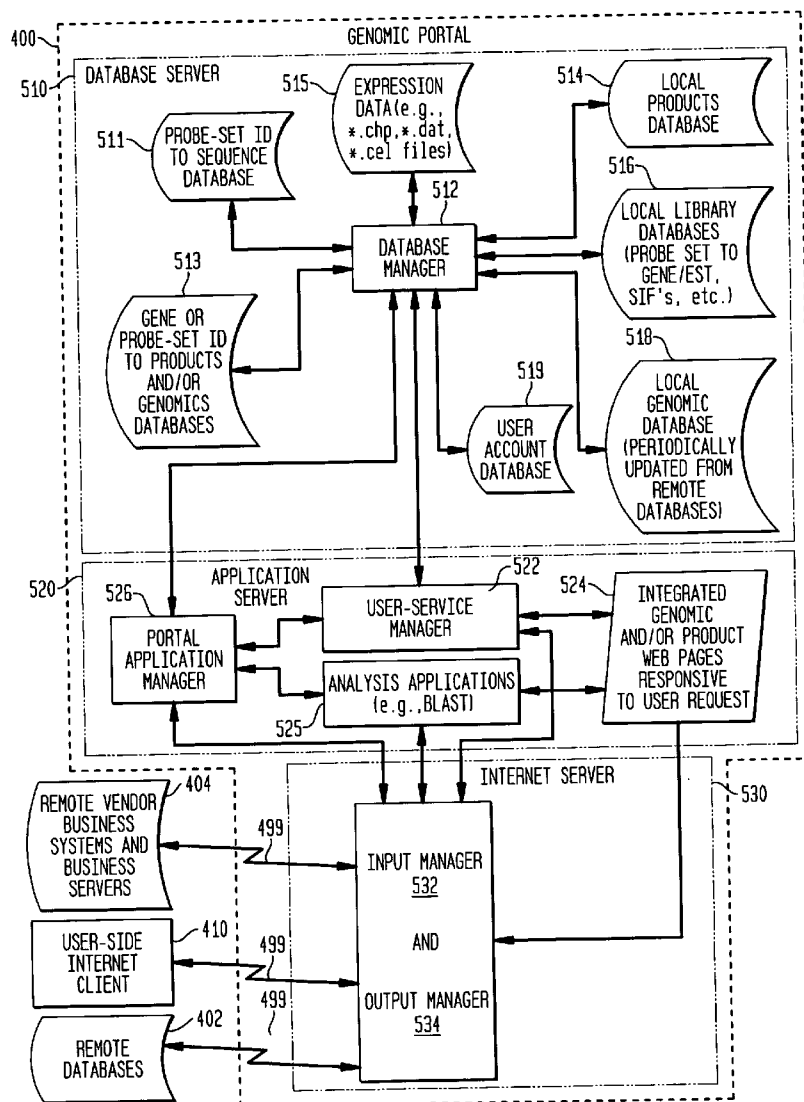 400
GENOMIC PORTAL
510
DATABASE SERVER
515
EXPRESSION
DATA(e.g.,
*.chp,*.dat,
*.cel files)
514
LOCAL
PRODUCTS
DATABASE
511
PROBE-SET ID
TO SEQUENCE
DATABASE
512
DATABASE
MANAGER
516
LOCAL LIBRARY
DATABASES
(PROBE SET TO
GENE/EST,
SIF's, etc.)
513
GENE OR
PROBE-SET ID
TO PRODUCTS
AND/OR
GENOMICS
DATABASES
519
USER
ACCOUNT
DATABASE
518
LOCAL
GENOMIC
DATABASE
(PERIODICALLY
UPDATED FROM
REMOTE
DATABASES)
520
APPLICATION
SERVER
526
PORTAL
APPLICATION
MANAGER
522
USER-SERVICE
MANAGER
ANALYSIS APPLICATIONS
(e.g.,BLAST)
525
524
INTEGRATED
GENOMIC
AND/OR PRODUCT
WEB PAGES
RESPONSIVE
TO USER REQUEST
INTERNET SERVER
530
404
REMOTE VENDOR
BUSINESS
SYSTEMS AND
BUSINESS
SERVERS
499
INPUT MANAGER
532
AND
OUTPUT MANAGER
534
410
USER-SIDE
INTERNET
CLIENT
499
499
402
REMOTE
DATABASES